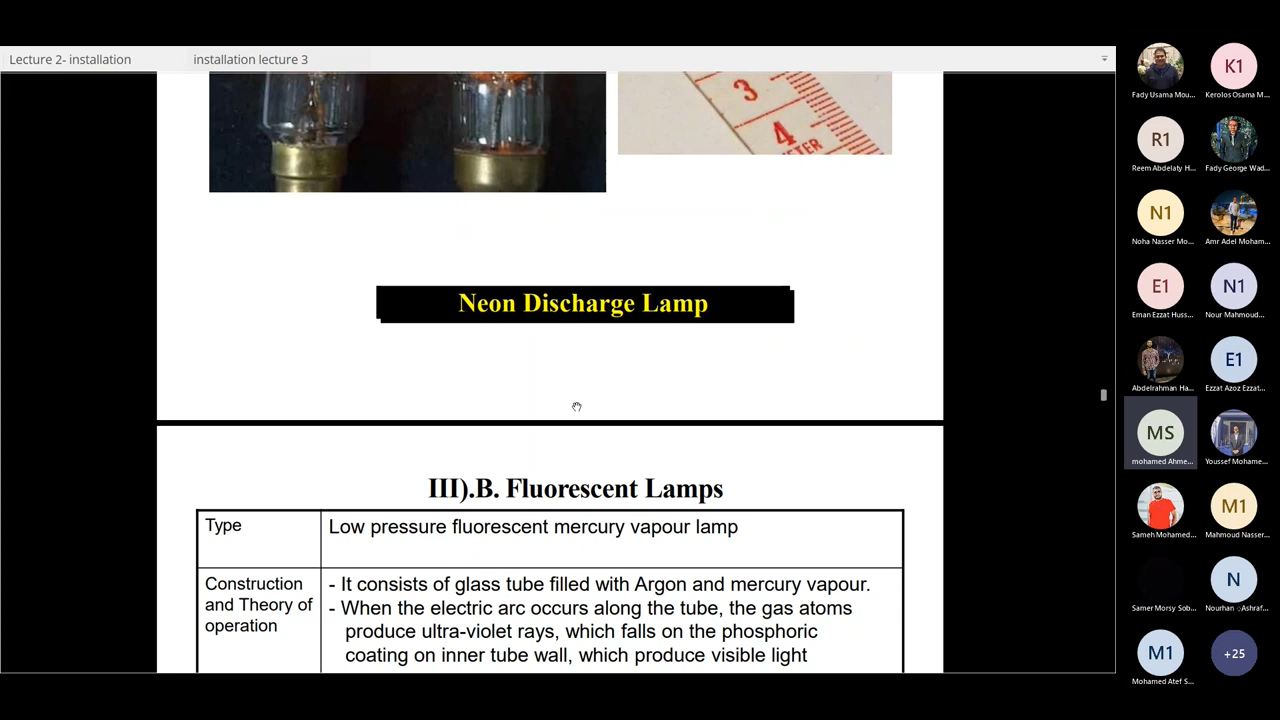 Lecture 2- installation
installation lecture 3
3
4
METER
Neon Discharge Lamp
III).B. Fluorescent Lamps
Type
Low pressure fluorescent mercury vapour lamp
Construction
and Theory of
operation
- It consists of glass tube filled with Argon and mercury vapour.
- When the electric arc occurs along the tube, the gas atoms
produce ultra-violet rays, which falls on the phosphoric
coating on inner tube wall, which produce visible light
Fady Usama Mou...
K1
Kerolos Osama M...
R1
Reem Abdelaty H...
Fady George Wad...
N1
Noha Nasser Mo...
Amr Adel Moham...
E1
Eman Ezzat Huss...
N1
Nour Mahmoud...
Abdelrahman Ha...
E1
Ezzat Azoz Ezzat...
MS
mohamed Ahme...
Youssef Mohame...
Sameh Mohamed...
M1
Mahmoud Nasser...
Samer Morsy Sob...
N
Nourhan ○Ashraf...
M1
Mohamed Atef S...
+25